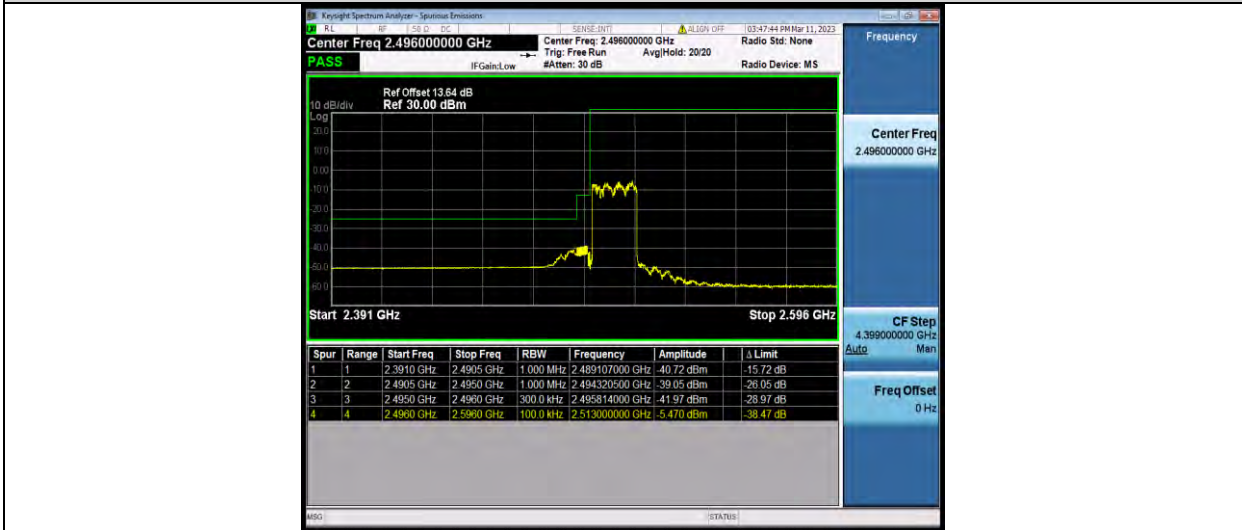 Keysight Spectrum Analyzer - Spurious Emissions
RL RF 50 Ω DC SENSE:INT ALIGN OFF 03:47:44 PM Mar 11, 2023
Center Freq 2.496000000 GHz
Center Freq: 2.496000000 GHz
Radio Std: None
Trig: Free Run Avg|Hold: 20/20
PASS
IFGain:Low #Atten: 30 dB Radio Device: MS
Frequency
Ref Offset 13.64 dB
10 dB/div Ref 30.00 dBm
Log
20.0
10.0
0.00
-10.0
-20.0
-30.0
-40.0
-50.0
-60.0
Start 2.391 GHz Stop 2.596 GHz
Center Freq
2.496000000 GHz
CF Step
4.399000000 GHz
Auto Man
Freq Offset
0 Hz
Spur Range Start Freq Stop Freq RBW Frequency Amplitude Δ Limit
1 1 2.3910 GHz 2.4905 GHz 1.000 MHz 2.489107000 GHz -40.72 dBm -15.72 dB
2 2 2.4905 GHz 2.4950 GHz 1.000 MHz 2.494320500 GHz -39.05 dBm -26.05 dB
3 3 2.4950 GHz 2.4960 GHz 300.0 kHz 2.495814000 GHz -41.97 dBm -28.97 dB
4 4 2.4960 GHz 2.5960 GHz 100.0 kHz 2.513000000 GHz -5.470 dBm -38.47 dB
MSG STATUS